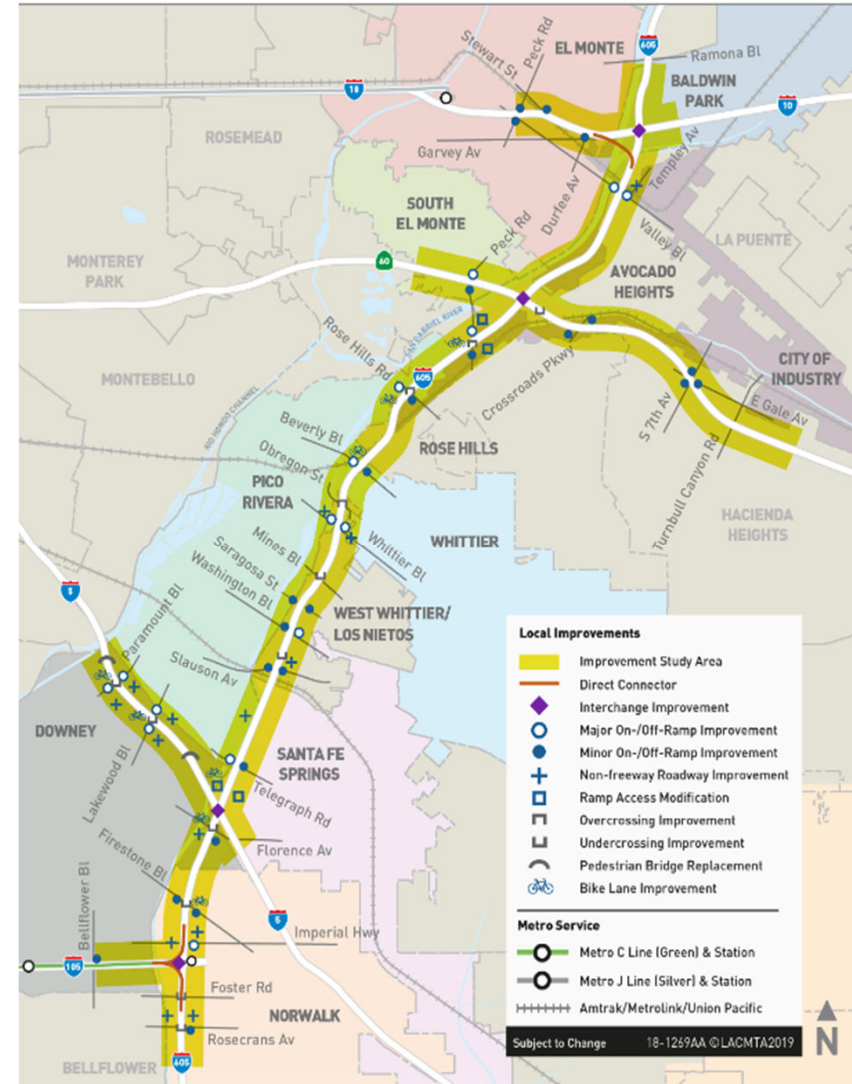 Stewart St
Peck Rd
EL MONTE
605
Ramona Bl
BALDWIN
PARK
10
10
ROSEMEAD
Garvey Av
Durfee Av
Templey Av
Valley Bl
SOUTH
EL MONTE
LA PUENTE
Peck Rd
MONTEREY
PARK
60
AVOCADO
HEIGHTS
SAN GABRIEL RIVER
Rose Hills Rd
MONTEBELLO
605
Crossroads Pkwy
CITY OF
INDUSTRY
S 7th Av
E Gale Av
RIO HONDO CHANNEL
Beverly Bl
ROSE HILLS
Obregon St
Turnbull Canyon Rd
PICO
RIVERA
HACIENDA
HEIGHTS
Mines Bl
Whittier Bl
WHITTIER
Saragosa St
Washington Bl
5
Paramount Bl
WEST WHITTIER/
LOS NIETOS
Slauson Av
DOWNEY
SANTA FE
SPRINGS
Lakewood Bl
Telegraph Rd
Florence Av
Firestone Bl
Bellflower Bl
5
Imperial Hwy
105
Foster Rd
NORWALK
Rosecrans Av
BELLFLOWER
605
Local Improvements
Improvement Study Area
Direct Connector
Interchange Improvement
Major On-/Off-Ramp Improvement
Minor On-/Off-Ramp Improvement
Non-freeway Roadway Improvement
Ramp Access Modification
Overcrossing Improvement
Undercrossing Improvement
Pedestrian Bridge Replacement
Bike Lane Improvement
Metro Service
Metro C Line (Green) & Station
Metro J Line (Silver) & Station
Amtrak/Metrolink/Union Pacific
Subject to Change 18-1269AA ©LACMTA2019
N